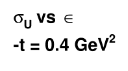 σU vs ∈
-t = 0.4 GeV²